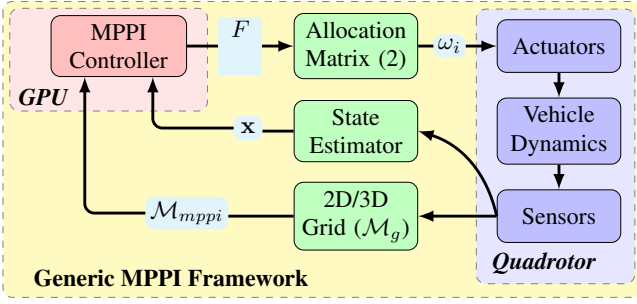 MPPI
Controller
GPU
F
Allocation
Matrix (2)
ω_i
Actuators
Vehicle
Dynamics
Sensors
Quadrotor
State
Estimator
x
2D/3D
Grid (ℳ_g)
ℳ_mppi
Generic MPPI Framework